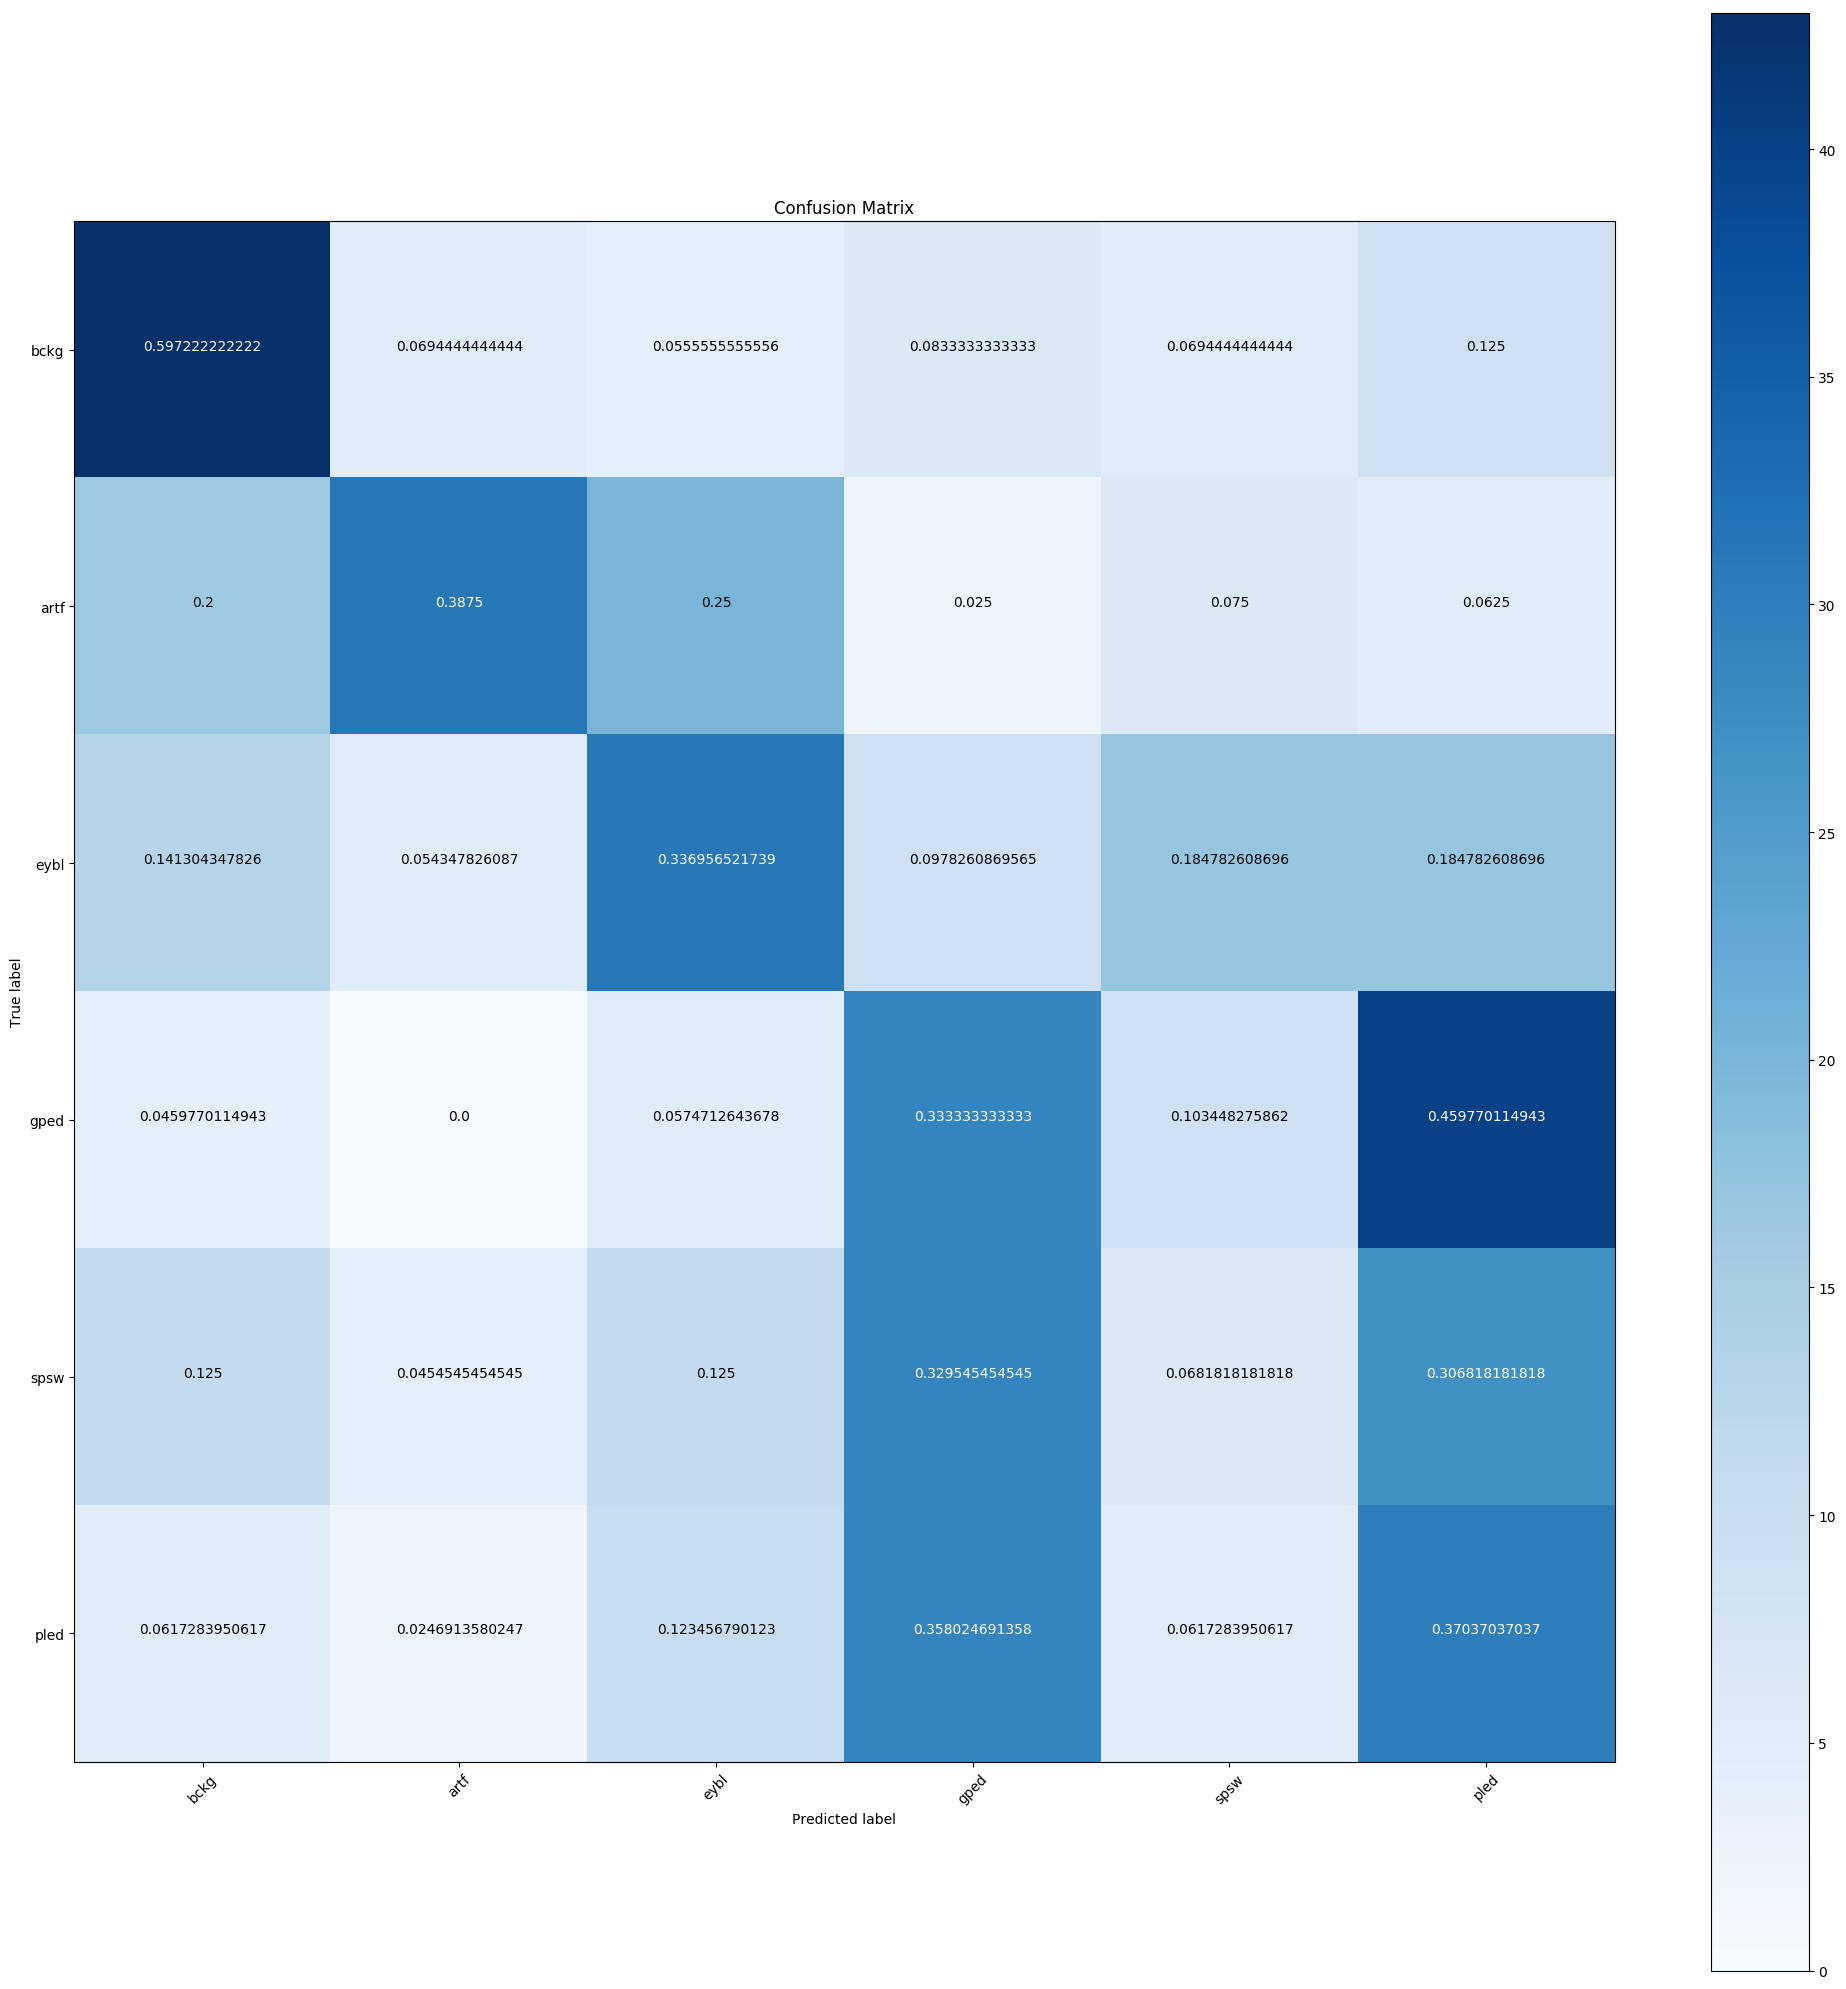 Confusion Matrix
bckg 0.597222222222 0.0694444444444 0.0555555555556 0.0833333333333 0.0694444444444 0.125
artf 0.2 0.3875 0.25 0.025 0.075 0.0625
eybl 0.141304347826 0.054347826087 0.336956521739 0.0978260869565 0.184782608696 0.184782608696
gped 0.0459770114943 0.0 0.0574712643678 0.333333333333 0.103448275862 0.459770114943
spsw 0.125 0.0454545454545 0.125 0.329545454545 0.0681818181818 0.306818181818
pled 0.0617283950617 0.0246913580247 0.123456790123 0.358024691358 0.0617283950617 0.37037037037
True label
bckg artf eybl gped spsw pled
Predicted label
40
35
30
25
20
15
10
5
0